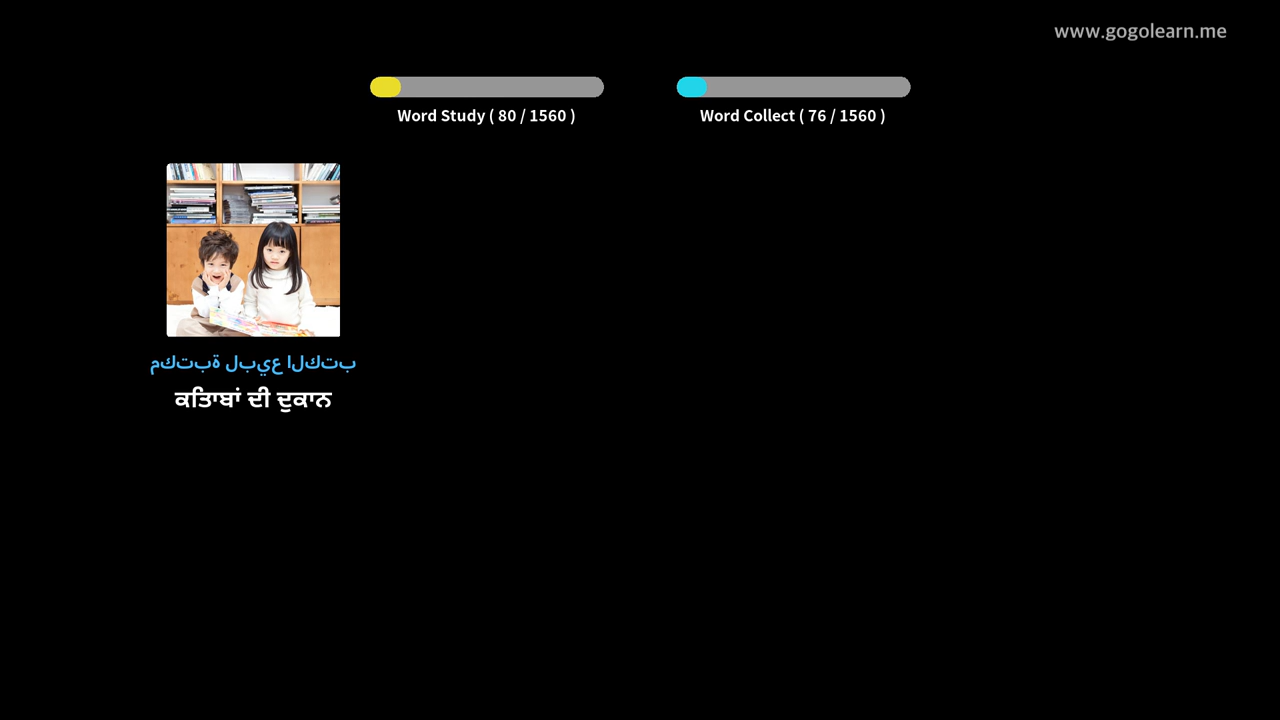 www.gogolearn.me
Word Study ( 80 / 1560 )
Word Collect ( 76 / 1560 )
مكتبة لبيع الكتب
ਕਿਤਾਬਾਂ ਦੀ ਦੁਕਾਨ